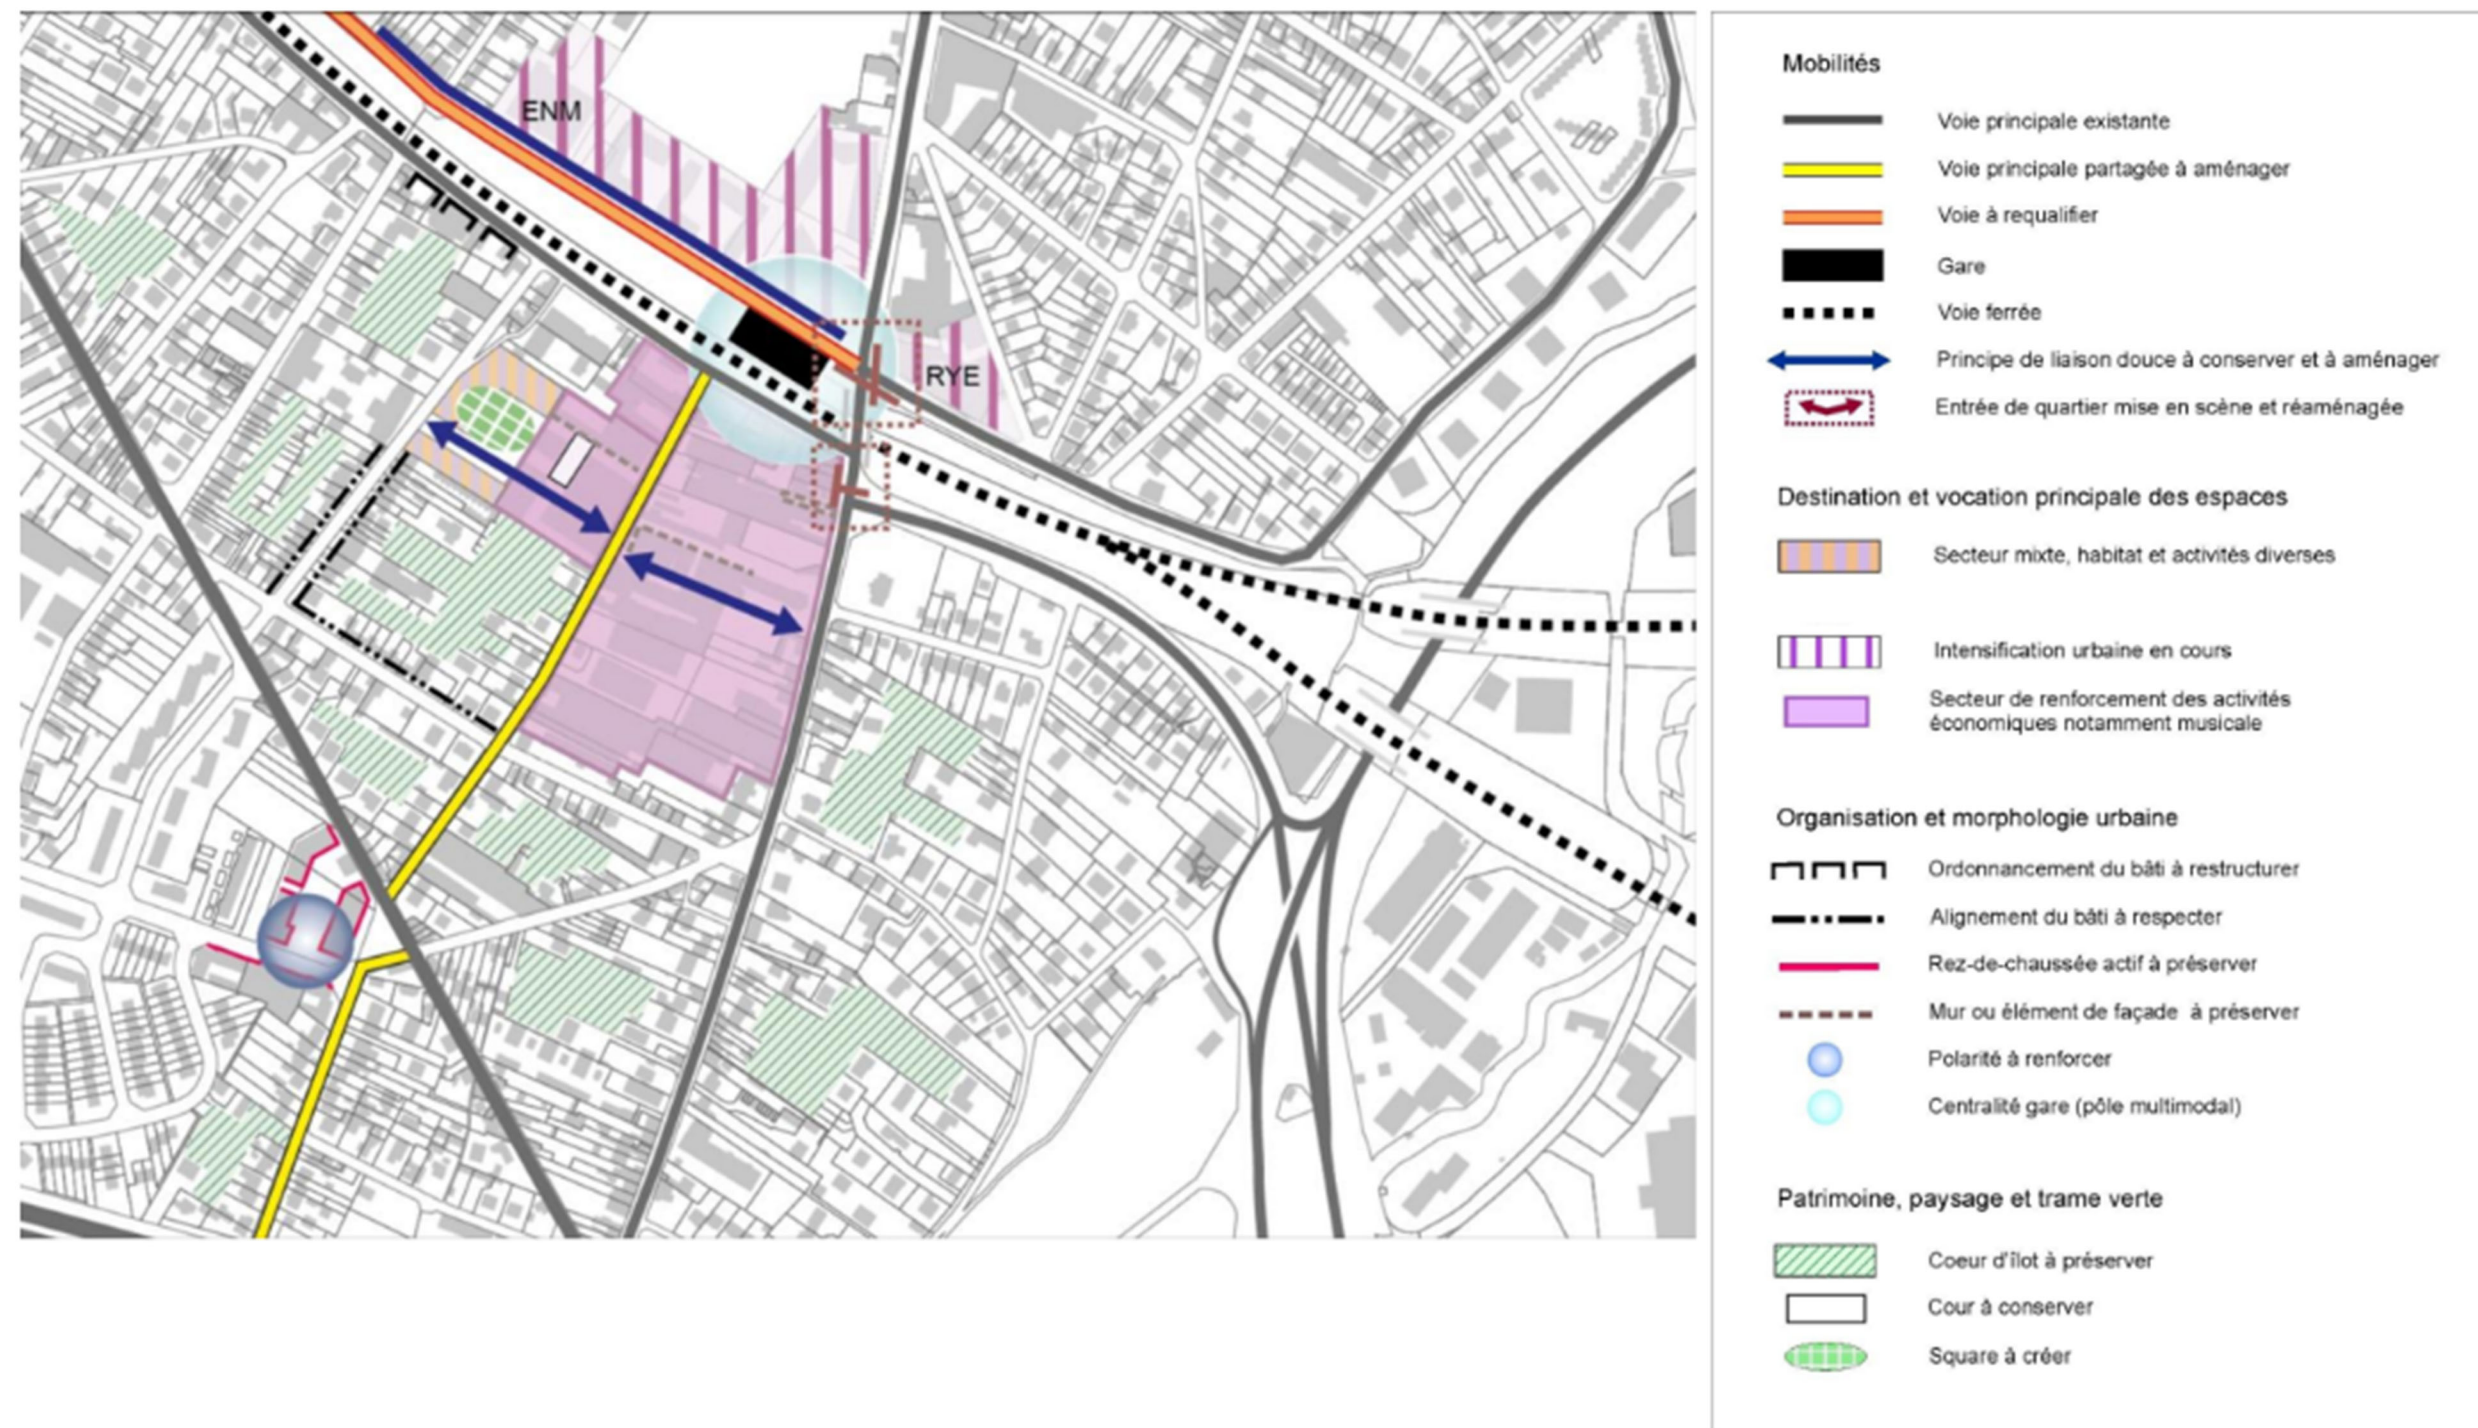 ENM
RYE
Mobilités
Voie principale existante
Voie principale partagée à aménager
Voie à requalifier
Gare
Voie ferrée
Principe de liaison douce à conserver et à aménager
Entrée de quartier mise en scène et réaménagée
Destination et vocation principale des espaces
Secteur mixte, habitat et activités diverses
Intensification urbaine en cours
Secteur de renforcement des activités
économiques notamment musicale
Organisation et morphologie urbaine
Ordonnancement du bâti à restructurer
Alignement du bâti à respecter
Rez-de-chaussée actif à préserver
Mur ou élément de façade à préserver
Polarité à renforcer
Centralité gare (pôle multimodal)
Patrimoine, paysage et trame verte
Coeur d'îlot à préserver
Cour à conserver
Square à créer